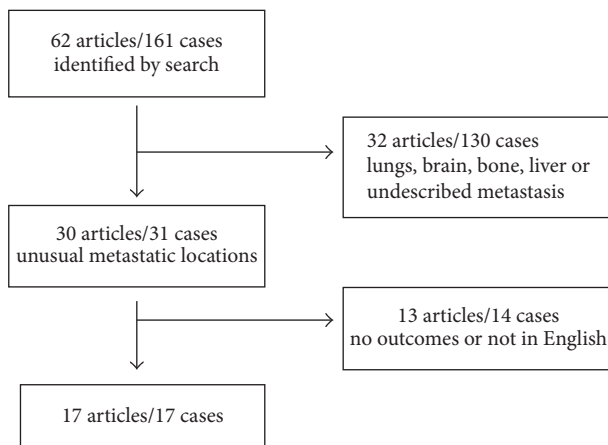 62 articles/161 cases
identified by search
32 articles/130 cases
lungs, brain, bone, liver or
undescribed metastasis
30 articles/31 cases
unusual metastatic locations
13 articles/14 cases
no outcomes or not in English
17 articles/17 cases